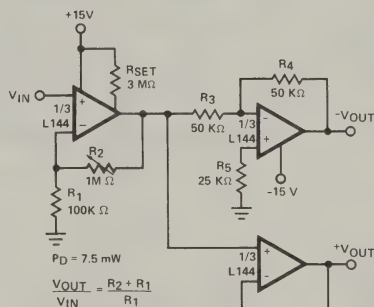 +15V
RSET
3 MΩ
VIN
+
1/3
L144
−
R2
1M Ω
R1
100K Ω
R3
50 KΩ
R4
50 KΩ
-
1/3
L144
+
−VOUT
R5
25 KΩ
-15 V
PD = 7.5 mW
VOUT
VIN
=
R2 + R1
R1
+
1/3
L144
−
+VOUT